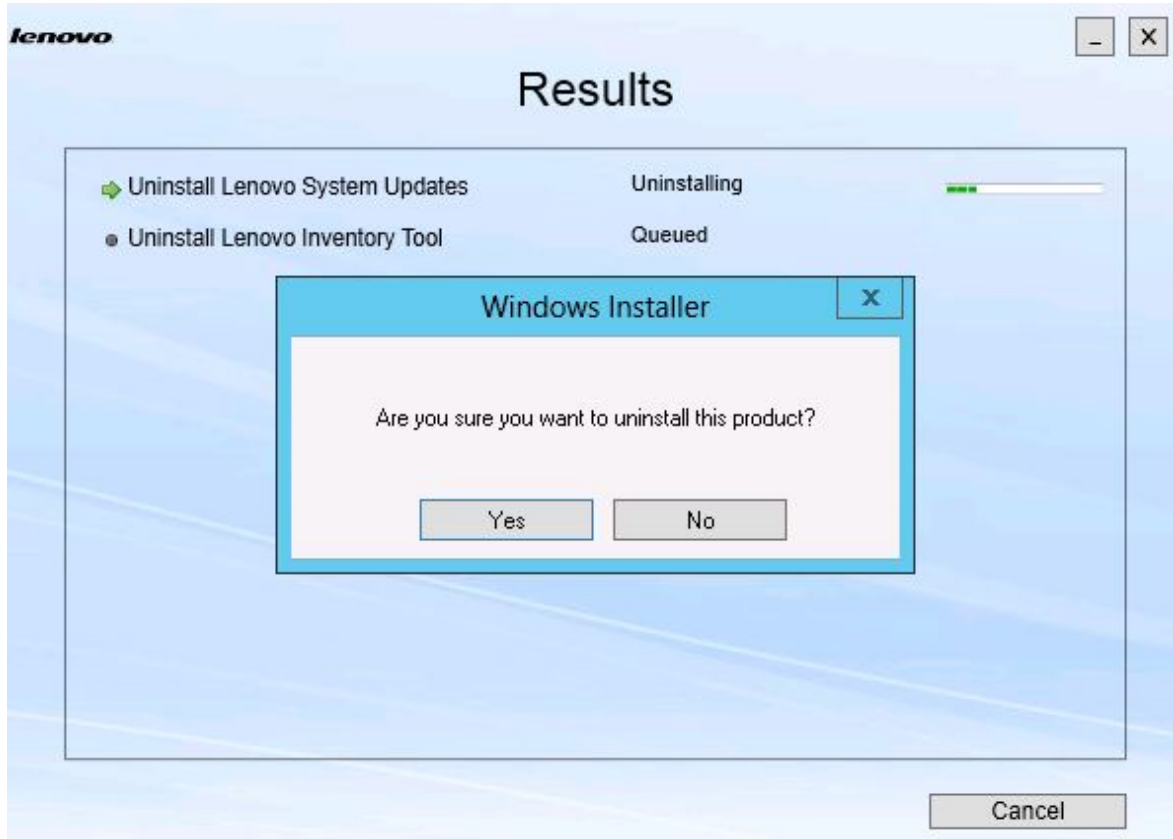 lenovo
_ X
Results
Uninstall Lenovo System Updates Uninstalling
Uninstall Lenovo Inventory Tool Queued
Windows Installer x
Are you sure you want to uninstall this product?
Yes No
Cancel